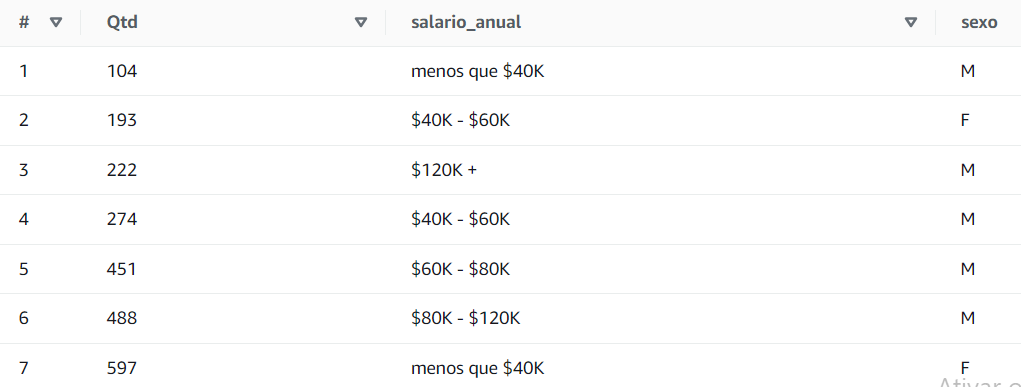 # Qtd salario_anual sexo
1 104 menos que $40K M
2 193 $40K - $60K F
3 222 $120K + M
4 274 $40K - $60K M
5 451 $60K - $80K M
6 488 $80K - $120K M
7 597 menos que $40K F
Ativar o